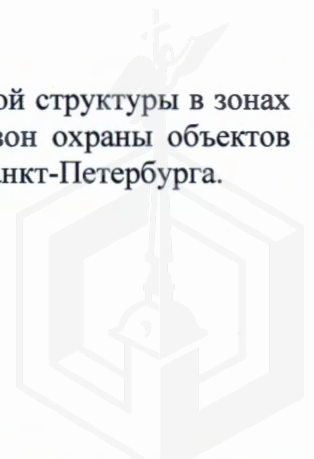 ой структуры в зонах
зон охраны объектов
нкт-Петербурга.